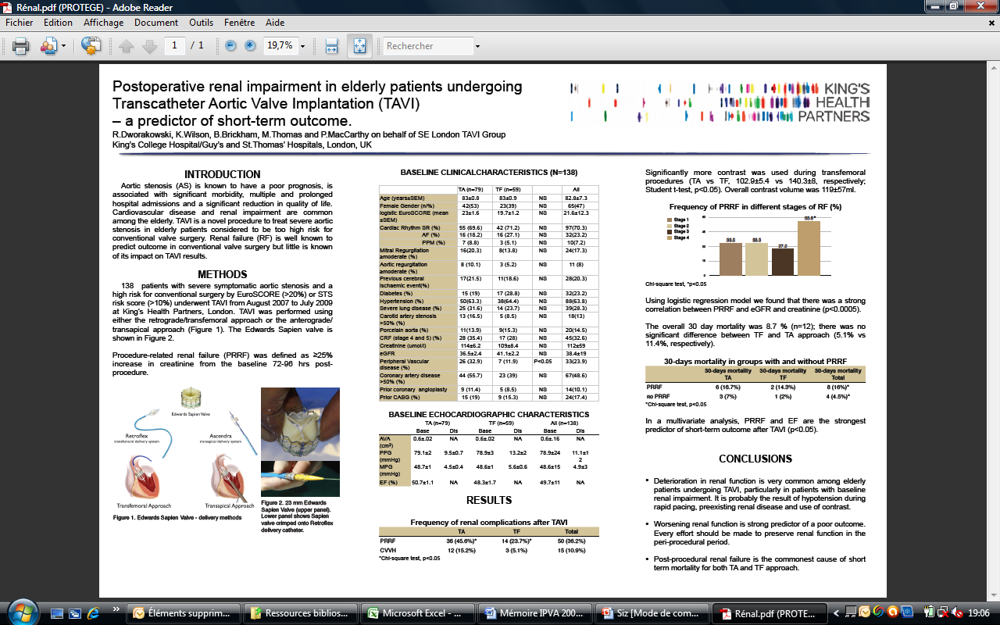 Rénal.pdf (PROTEGE) - Adobe Reader
Fichier Edition Affichage Document Outils Fenêtre Aide
1 / 1 19,7% Rechercher
Postoperative renal impairment in elderly patients undergoing
Transcatheter Aortic Valve Implantation (TAVI)
– a predictor of short-term outcome.
R.Dworakowski, K.Wilson, B.Brickham, M.Thomas and P.MacCarthy on behalf of SE London TAVI Group
King's College Hospital/Guy's and St.Thomas' Hospitals, London, UK
KING'S
HEALTH
PARTNERS
INTRODUCTION
Aortic stenosis (AS) is known to have a poor prognosis, is
associated with significant morbidity, multiple and prolonged
hospital admissions and a significant reduction in quality of life.
Cardiovascular disease and renal impairment are common
among the elderly. TAVI is a novel procedure to treat severe aortic
stenosis in elderly patients considered to be too high risk for
conventional valve surgery. Renal failure (RF) is well known to
predict outcome in conventional valve surgery but little is known
of its impact on TAVI results.
METHODS
138 patients with severe symptomatic aortic stenosis and a
high risk for conventional surgery by EuroSCORE (>20%) or STS
risk score (>10%) underwent TAVI from August 2007 to July 2009
at King's Health Partners, London. TAVI was performed using
either the retrograde/transfemoral approach or the anterograde/
transapical approach (Figure 1). The Edwards Sapien valve is
shown in Figure 2.
Procedure-related renal failure (PRRF) was defined as ≥25%
increase in creatinine from the baseline 72-96 hrs post-
procedure.
Edwards Sapien Valve
Retroflex
transfemoral delivery system
Ascendra
transapical delivery system
Transfemoral Approach
Transapical Approach
Figure 1. Edwards Sapien Valve - delivery methods
Figure 2. 23 mm Edwards
Sapien Valve (upper panel).
Lower panel shows Sapien
valve crimped onto Retroflex
delivery catheter.
BASELINE CLINICALCHARACTERISTICS (N=138)
TA (n=79) TF (n=59) All
Age (years±SEM) 83±0.8 83±0.9 NS 82.8±7.3
Female Gender (n/%) 42(53) 23(39) NS 65(47)
logistic EuroSCORE (mean 23±1.6 19.7±1.2 NS 21.6±12.3
±SEM)
Cardiac Rhythm SR (%) 55 (69.6) 42 (71.2) NS 97(70.3)
AF (%) 16 (18.2) 16 (27.1) NS 32(23.2)
PPM (%) 7 (8.8) 3 (5.1) NS 10(7.2)
Mitral Regurgitation 16(20.3) 8(13.8) NS 24(17.3)
≥moderate (%)
Aortic regurgitation 8 (10.1) 3 (5.2) NS 11 (8)
≥moderate (%)
Previous cerebral 17(21.5) 11(18.6) NS 28(20.3)
ischaemic event(%)
Diabetes (%) 15 (19) 17 (28.8) NS 32(23.2)
Hypertension (%) 50(63.3) 38(64.4) NS 88(63.8)
Severe lung disease (%) 25 (31.6) 14 (23.7) NS 39(28.3)
Carotid artery stenosis 13 (16.5) 5 (8.5) NS 18(13)
>50% (%)
Porcelain aorta (%) 11(13.9) 9(15.3) NS 20(14.5)
CRF (stage 4 and 5) (%) 28 (35.4) 17 (28) NS 45(32.6)
Creatinine (umol/l) 114±6.2 109±8.4 NS 112±59
eGFR 36.5±2.4 41.1±2.2 NS 38.4±19
Peripheral Vascular 26 (32.9) 7 (11.9) P<0.05 33(23.9)
disease (%)
Coronary artery disease 44 (55.7) 23 (39) NS 67(48.6)
>50% (%)
Prior coronary angioplasty 9 (11.4) 5 (8.5) NS 14(10.1)
Prior CABG (%) 15 (19) 9 (15.3) NS 24(17.4)
BASELINE ECHOCARDIOGRAPHIC CHARACTERISTICS
TA (n=79) TF (n=59) All (n=138)
Base Dis Base Dis Base Dis
AVA 0.6±.02 NA 0.6±.02 NA 0.6±.16 NA
(cm²)
PPG 79.1±2 9.5±0.7 78.9±3 13.2±2 78.9±24 11.1±1
(mmHg) 2
MPG 48.7±1 4.5±0.4 48.6±1 5.6±0.6 48.6±15 4.9±3
(mmHg)
EF (%) 50.7±1.1 NA 48.3±1.7 NA 49.7±11 NA
RESULTS
Frequency of renal complications after TAVI
TA TF Total
PRRF 36 (45.6%)* 14 (23.7%)* 50 (36.2%)
CVVH 12 (15.2%) 3 (5.1%) 15 (10.9%)
*Chi-square test, p<0.05
Significantly more contrast was used during transfemoral
procedures (TA vs TF, 102.9±5.4 vs 140.3±8, respectively;
Student t-test, p<0.05). Overall contrast volume was 119±57ml.
Frequency of PRRF in different stages of RF (%)
Stage 1
Stage 2
Stage 3
Stage 4
Chi-square test, *p<0.05
Using logistic regression model we found that there was a strong
correlation between PRRF and eGFR and creatinine (p<0.0005).
The overall 30 day mortality was 8.7 % (n=12); there was no
significant difference between TF and TA approach (5.1% vs
11.4%, respectively).
30-days mortality in groups with and without PRRF
30-days mortality 30-days mortality 30-days mortality
TA TF Total
PRRF 6 (16.7%) 2 (14.3%) 8 (16%)*
no PRRF 3 (7%) 1 (2%) 4 (4.5%)*
*Chi-square test, p<0.05
In a multivariate analysis, PRRF and EF are the strongest
predictor of short-term outcome after TAVI (p<0.05).
CONCLUSIONS
• Deterioration in renal function is very common among elderly
patients undergoing TAVI, particularly in patients with baseline
renal impairment. It is probably the result of hypotension during
rapid pacing, preexisting renal disease and use of contrast.
• Worsening renal function is strong predictor of a poor outcome.
Every effort should be made to preserve renal function in the
peri-procedural period.
• Post-procedural renal failure is the commonest cause of short
term mortality for both TA and TF approach.
Éléments supprim... Ressources biblios... Microsoft Excel - ... Mémoire IPVA 200... Siz [Mode de com... Rénal.pdf (PROTE... 19:06